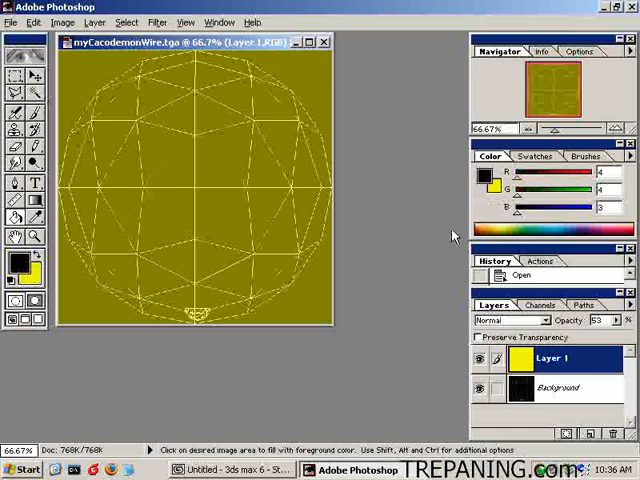 Adobe Photoshop
File Edit Image Layer Select Filter View Window Help
myCacodemonWire.tga @ 66.7% (Layer 1,RGB)
Navigator Info Options
66.67%
Color Swatches Brushes
R 4
G 4
B 3
History Actions
Open
Layers Channels Paths
Normal Opacity 53 %
Preserve Transparency
Layer 1
Background
66.67% Doc: 768K/768K Click on desired image area to fill with foreground color. Use Shift, Alt and Ctrl for additional options
Start Untitled - 3ds max 6 - St... Adobe Photoshop 10:36 AM
TREPANING.com